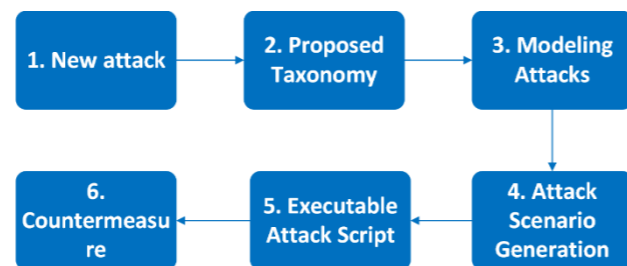 1. New attack
2. Proposed
Taxonomy
3. Modeling
Attacks
4. Attack
Scenario
Generation
5. Executable
Attack Script
6.
Countermeasu
re